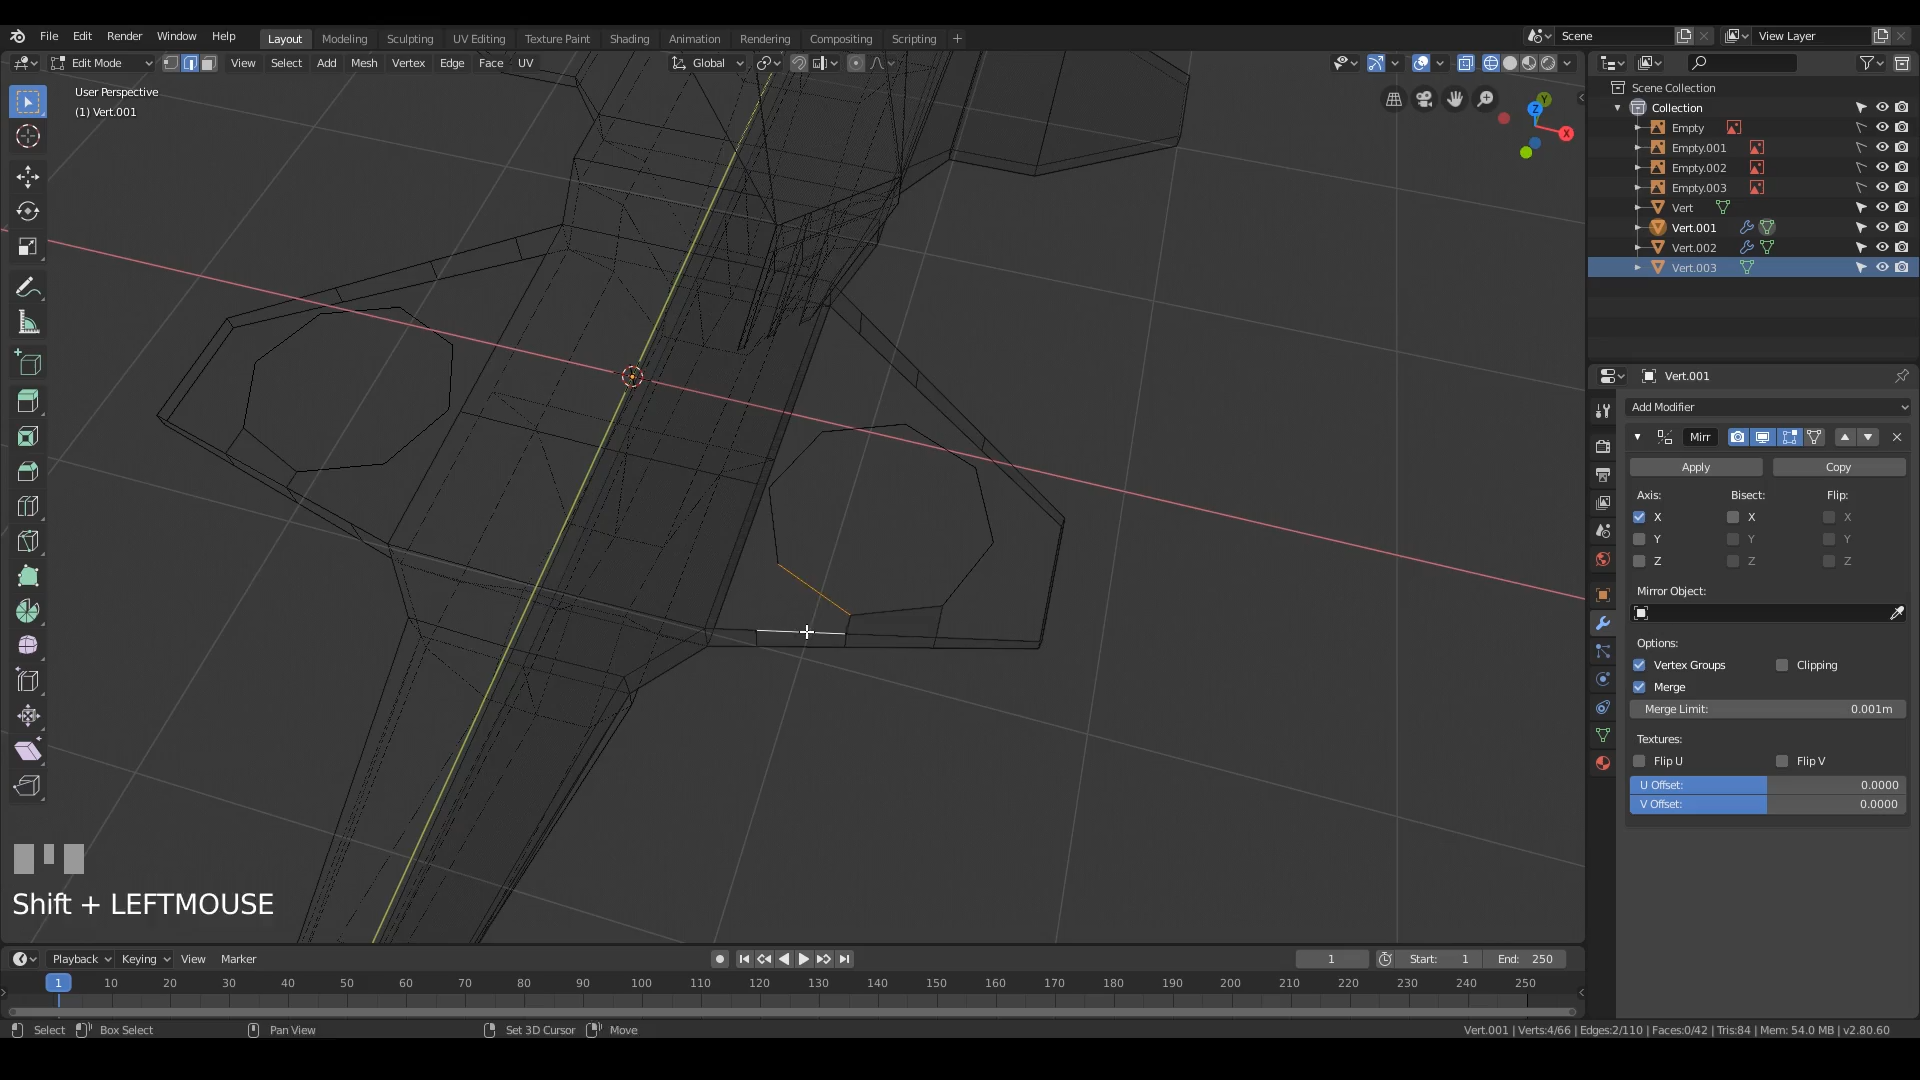 File Edit Render Window Help Layout Modeling Sculpting UV Editing Texture Paint Shading Animation Rendering Compositing Scripting + Scene View Layer
Edit Mode View Select Add Mesh Vertex Edge Face UV Global
User Perspective
(1) Vert.001
Z
Y
X
Scene Collection
Collection
Empty
Empty.001
Empty.002
Empty.003
Vert
Vert.001
Vert.002
Vert.003
Vert.001
Add Modifier
Mirr
Apply Copy
Axis: Bisect: Flip:
X X X
Y Y Y
Z Z Z
Mirror Object:
Options:
Vertex Groups Clipping
Merge
Merge Limit: 0.001m
Textures:
Flip U Flip V
U Offset: 0.0000
V Offset: 0.0000
Shift + LEFTMOUSE
Playback Keying View Marker 1 Start: 1 End: 250
1 10 20 30 40 50 60 70 80 90 100 110 120 130 140 150 160 170 180 190 200 210 220 230 240 250
Select Box Select Pan View Set 3D Cursor Move Vert.001 | Verts:4/66 | Edges:2/110 | Faces:0/42 | Tris:84 | Mem: 54.0 MB | v2.80.60